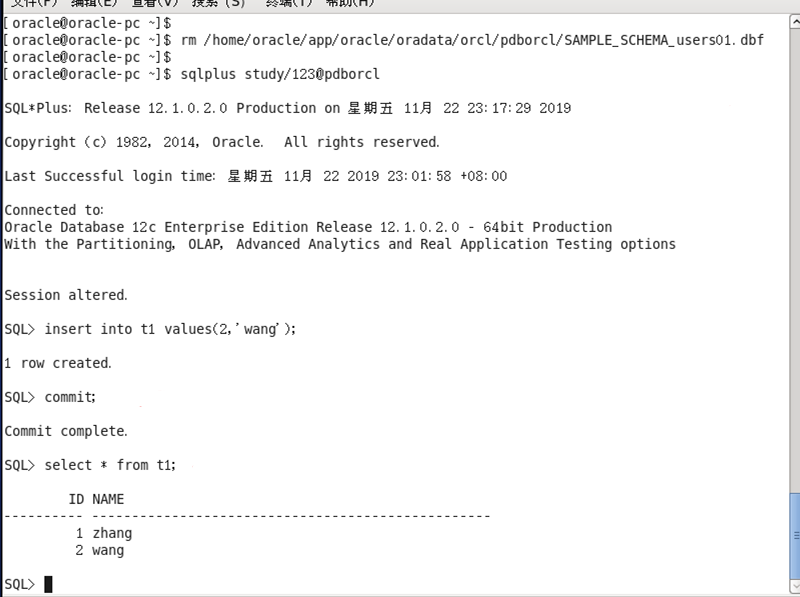 文件(F) 编辑(E) 查看(V) 搜索 (S) 终端(T) 帮助(H)
[oracle@oracle-pc ~]$
[oracle@oracle-pc ~]$ rm /home/oracle/app/oracle/oradata/orcl/pdborcl/SAMPLE_SCHEMA_users01.dbf
[oracle@oracle-pc ~]$
[oracle@oracle-pc ~]$ sqlplus study/123@pdborcl
SQL*Plus: Release 12.1.0.2.0 Production on 星期五 11月 22 23:17:29 2019
Copyright (c) 1982, 2014, Oracle.  All rights reserved.
Last Successful login time: 星期五 11月 22 2019 23:01:58 +08:00
Connected to:
Oracle Database 12c Enterprise Edition Release 12.1.0.2.0 - 64bit Production
With the Partitioning, OLAP, Advanced Analytics and Real Application Testing options
Session altered.
SQL> insert into t1 values(2,'wang');
1 row created.
SQL> commit;
Commit complete.
SQL> select * from t1;
ID NAME
---------- --------------------------------------------------
1 zhang
2 wang
SQL>